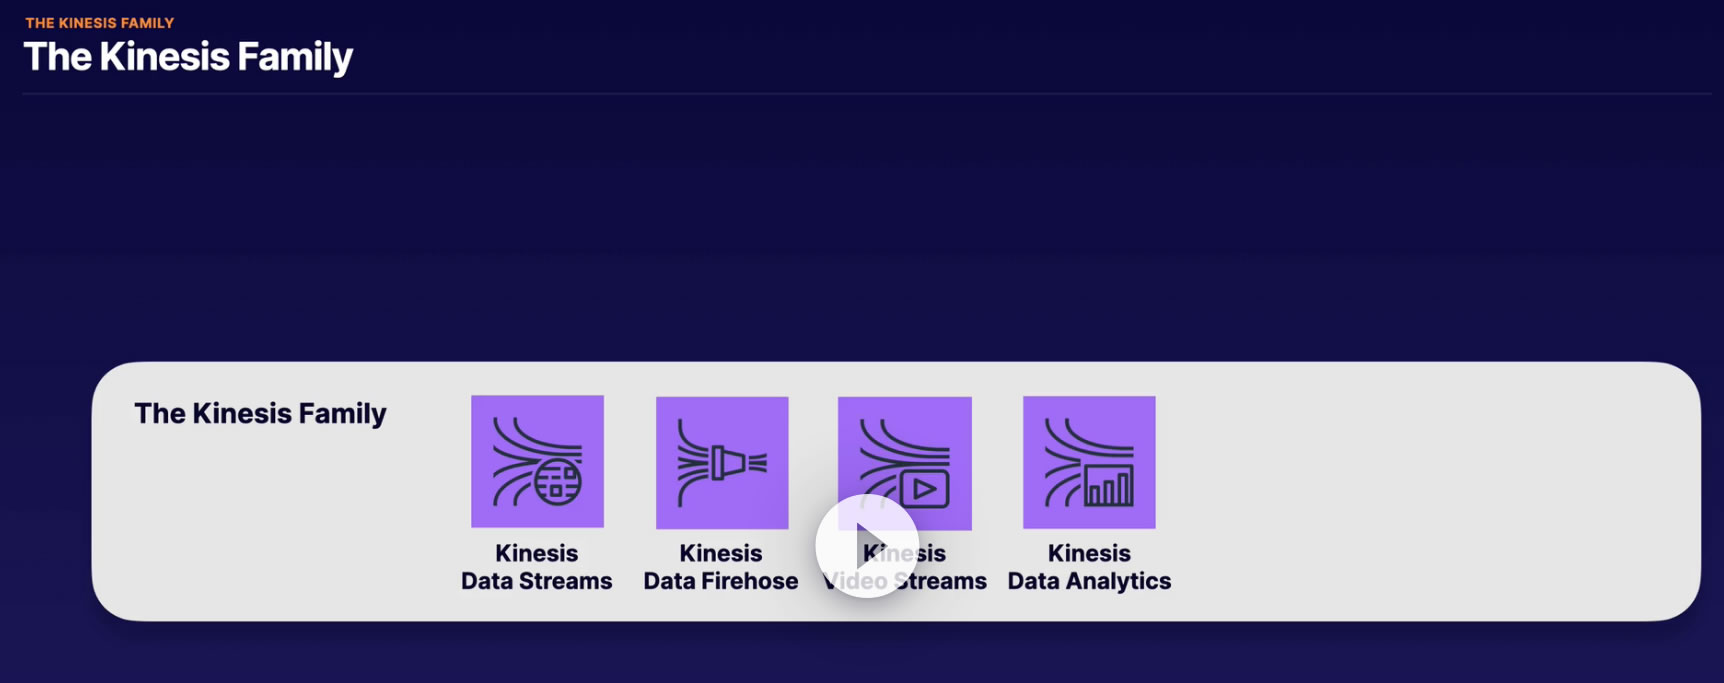 THE KINESIS FAMILY
The Kinesis Family
The Kinesis Family
Kinesis
Data Streams
Kinesis
Data Firehose
Kinesis
Video Streams
Kinesis
Data Analytics